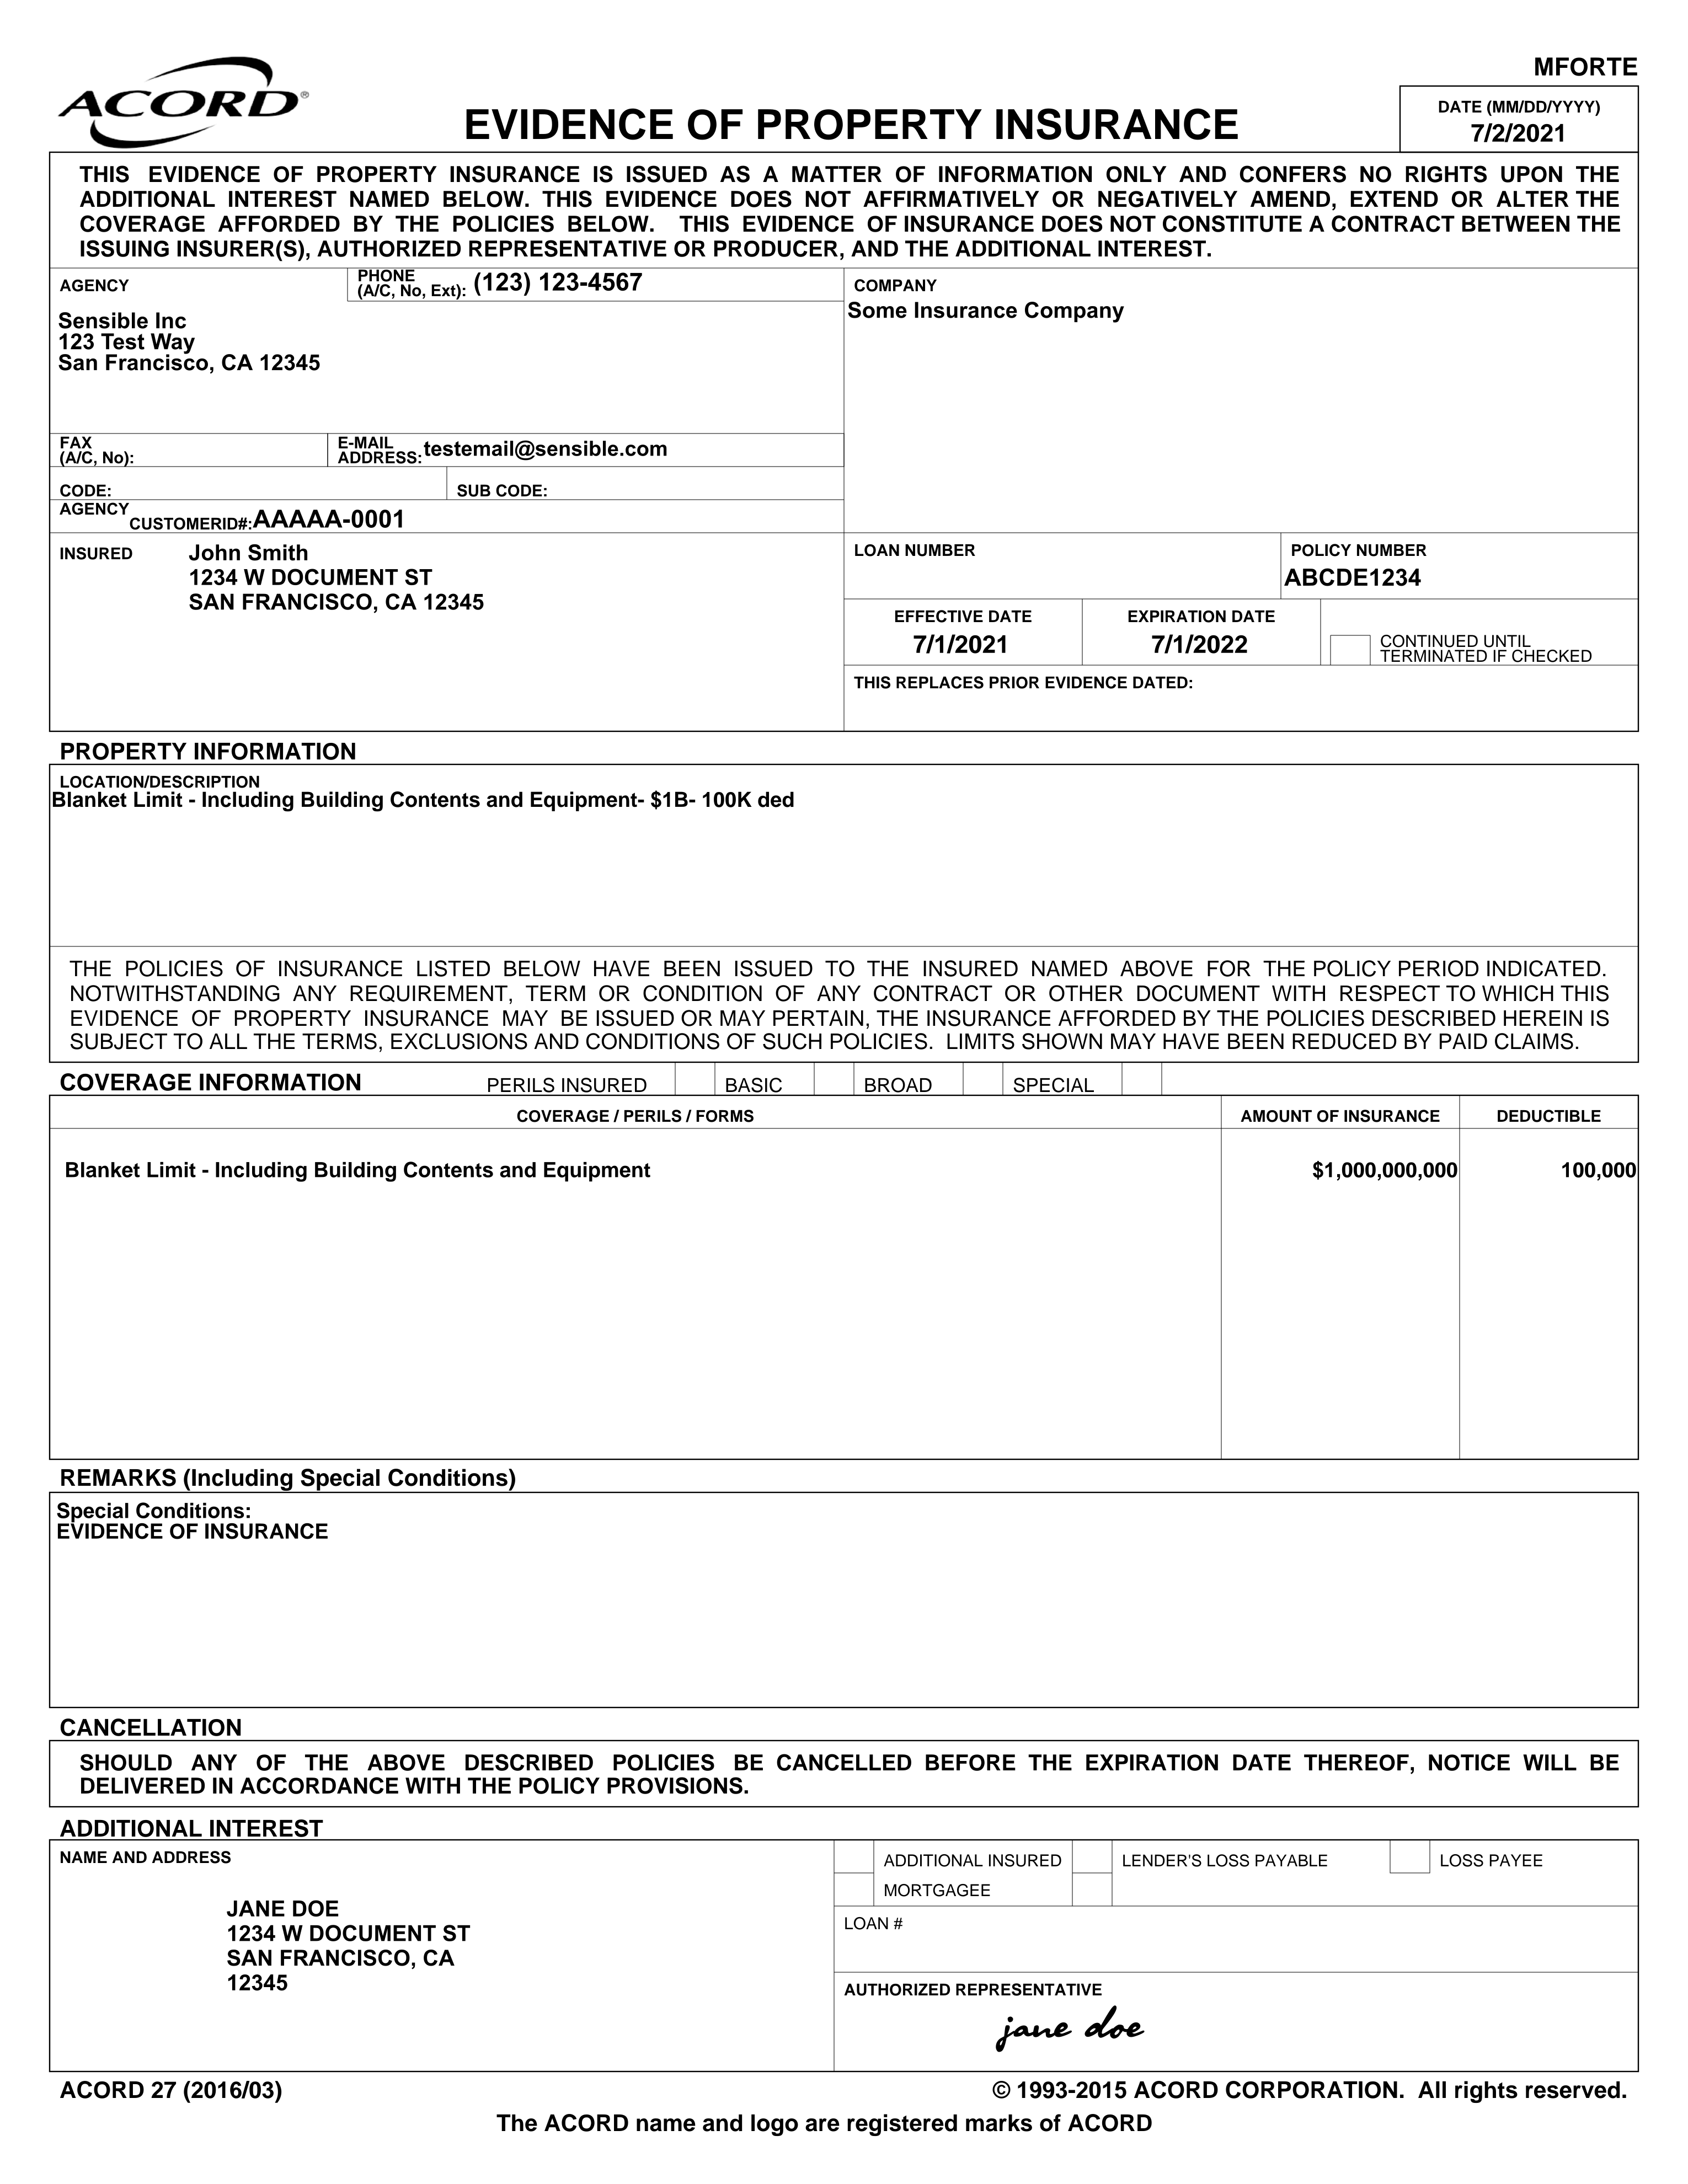 ACORD®
MFORTE
EVIDENCE OF PROPERTY INSURANCE
DATE (MM/DD/YYYY)
7/2/2021
THIS EVIDENCE OF PROPERTY INSURANCE IS ISSUED AS A MATTER OF INFORMATION ONLY AND CONFERS NO RIGHTS UPON THE
ADDITIONAL INTEREST NAMED BELOW. THIS EVIDENCE DOES NOT AFFIRMATIVELY OR NEGATIVELY AMEND, EXTEND OR ALTER THE
COVERAGE AFFORDED BY THE POLICIES BELOW. THIS EVIDENCE OF INSURANCE DOES NOT CONSTITUTE A CONTRACT BETWEEN THE
ISSUING INSURER(S), AUTHORIZED REPRESENTATIVE OR PRODUCER, AND THE ADDITIONAL INTEREST.
AGENCY
PHONE
(A/C, No, Ext): (123) 123-4567
Sensible Inc
123 Test Way
San Francisco, CA 12345
COMPANY
Some Insurance Company
FAX
(A/C, No):
E-MAIL
ADDRESS: testemail@sensible.com
CODE:
SUB CODE:
AGENCY
CUSTOMERID#: AAAAA-0001
INSURED
John Smith
1234 W DOCUMENT ST
SAN FRANCISCO, CA 12345
LOAN NUMBER
POLICY NUMBER
ABCDE1234
EFFECTIVE DATE
7/1/2021
EXPIRATION DATE
7/1/2022
CONTINUED UNTIL
TERMINATED IF CHECKED
THIS REPLACES PRIOR EVIDENCE DATED:
PROPERTY INFORMATION
LOCATION/DESCRIPTION
Blanket Limit - Including Building Contents and Equipment- $1B- 100K ded
THE POLICIES OF INSURANCE LISTED BELOW HAVE BEEN ISSUED TO THE INSURED NAMED ABOVE FOR THE POLICY PERIOD INDICATED.
NOTWITHSTANDING ANY REQUIREMENT, TERM OR CONDITION OF ANY CONTRACT OR OTHER DOCUMENT WITH RESPECT TO WHICH THIS
EVIDENCE OF PROPERTY INSURANCE MAY BE ISSUED OR MAY PERTAIN, THE INSURANCE AFFORDED BY THE POLICIES DESCRIBED HEREIN IS
SUBJECT TO ALL THE TERMS, EXCLUSIONS AND CONDITIONS OF SUCH POLICIES. LIMITS SHOWN MAY HAVE BEEN REDUCED BY PAID CLAIMS.
COVERAGE INFORMATION PERILS INSURED BASIC BROAD SPECIAL
COVERAGE / PERILS / FORMS AMOUNT OF INSURANCE DEDUCTIBLE
Blanket Limit - Including Building Contents and Equipment $1,000,000,000 100,000
REMARKS (Including Special Conditions)
Special Conditions:
EVIDENCE OF INSURANCE
CANCELLATION
SHOULD ANY OF THE ABOVE DESCRIBED POLICIES BE CANCELLED BEFORE THE EXPIRATION DATE THEREOF, NOTICE WILL BE
DELIVERED IN ACCORDANCE WITH THE POLICY PROVISIONS.
ADDITIONAL INTEREST
NAME AND ADDRESS
JANE DOE
1234 W DOCUMENT ST
SAN FRANCISCO, CA
12345
ADDITIONAL INSURED LENDER'S LOSS PAYABLE LOSS PAYEE
MORTGAGEE
LOAN #
AUTHORIZED REPRESENTATIVE
jane doe
ACORD 27 (2016/03)
© 1993-2015 ACORD CORPORATION. All rights reserved.
The ACORD name and logo are registered marks of ACORD